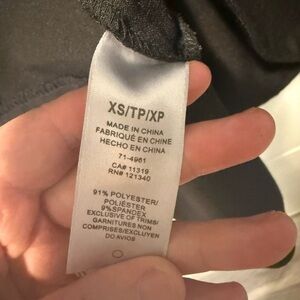 XS/TP/XP
MADE IN CHINA
FABRIQUÉ EN CHINE
HECHO EN CHINA
71-4961
CA# 11319
RN# 121340
91% POLYESTER/
POLIÉSTER
9%SPANDEX
EXCLUSIVE OF TRIMS/
GARNITURES NON
COMPRISES/EXCLUYEN
DO AVIOS